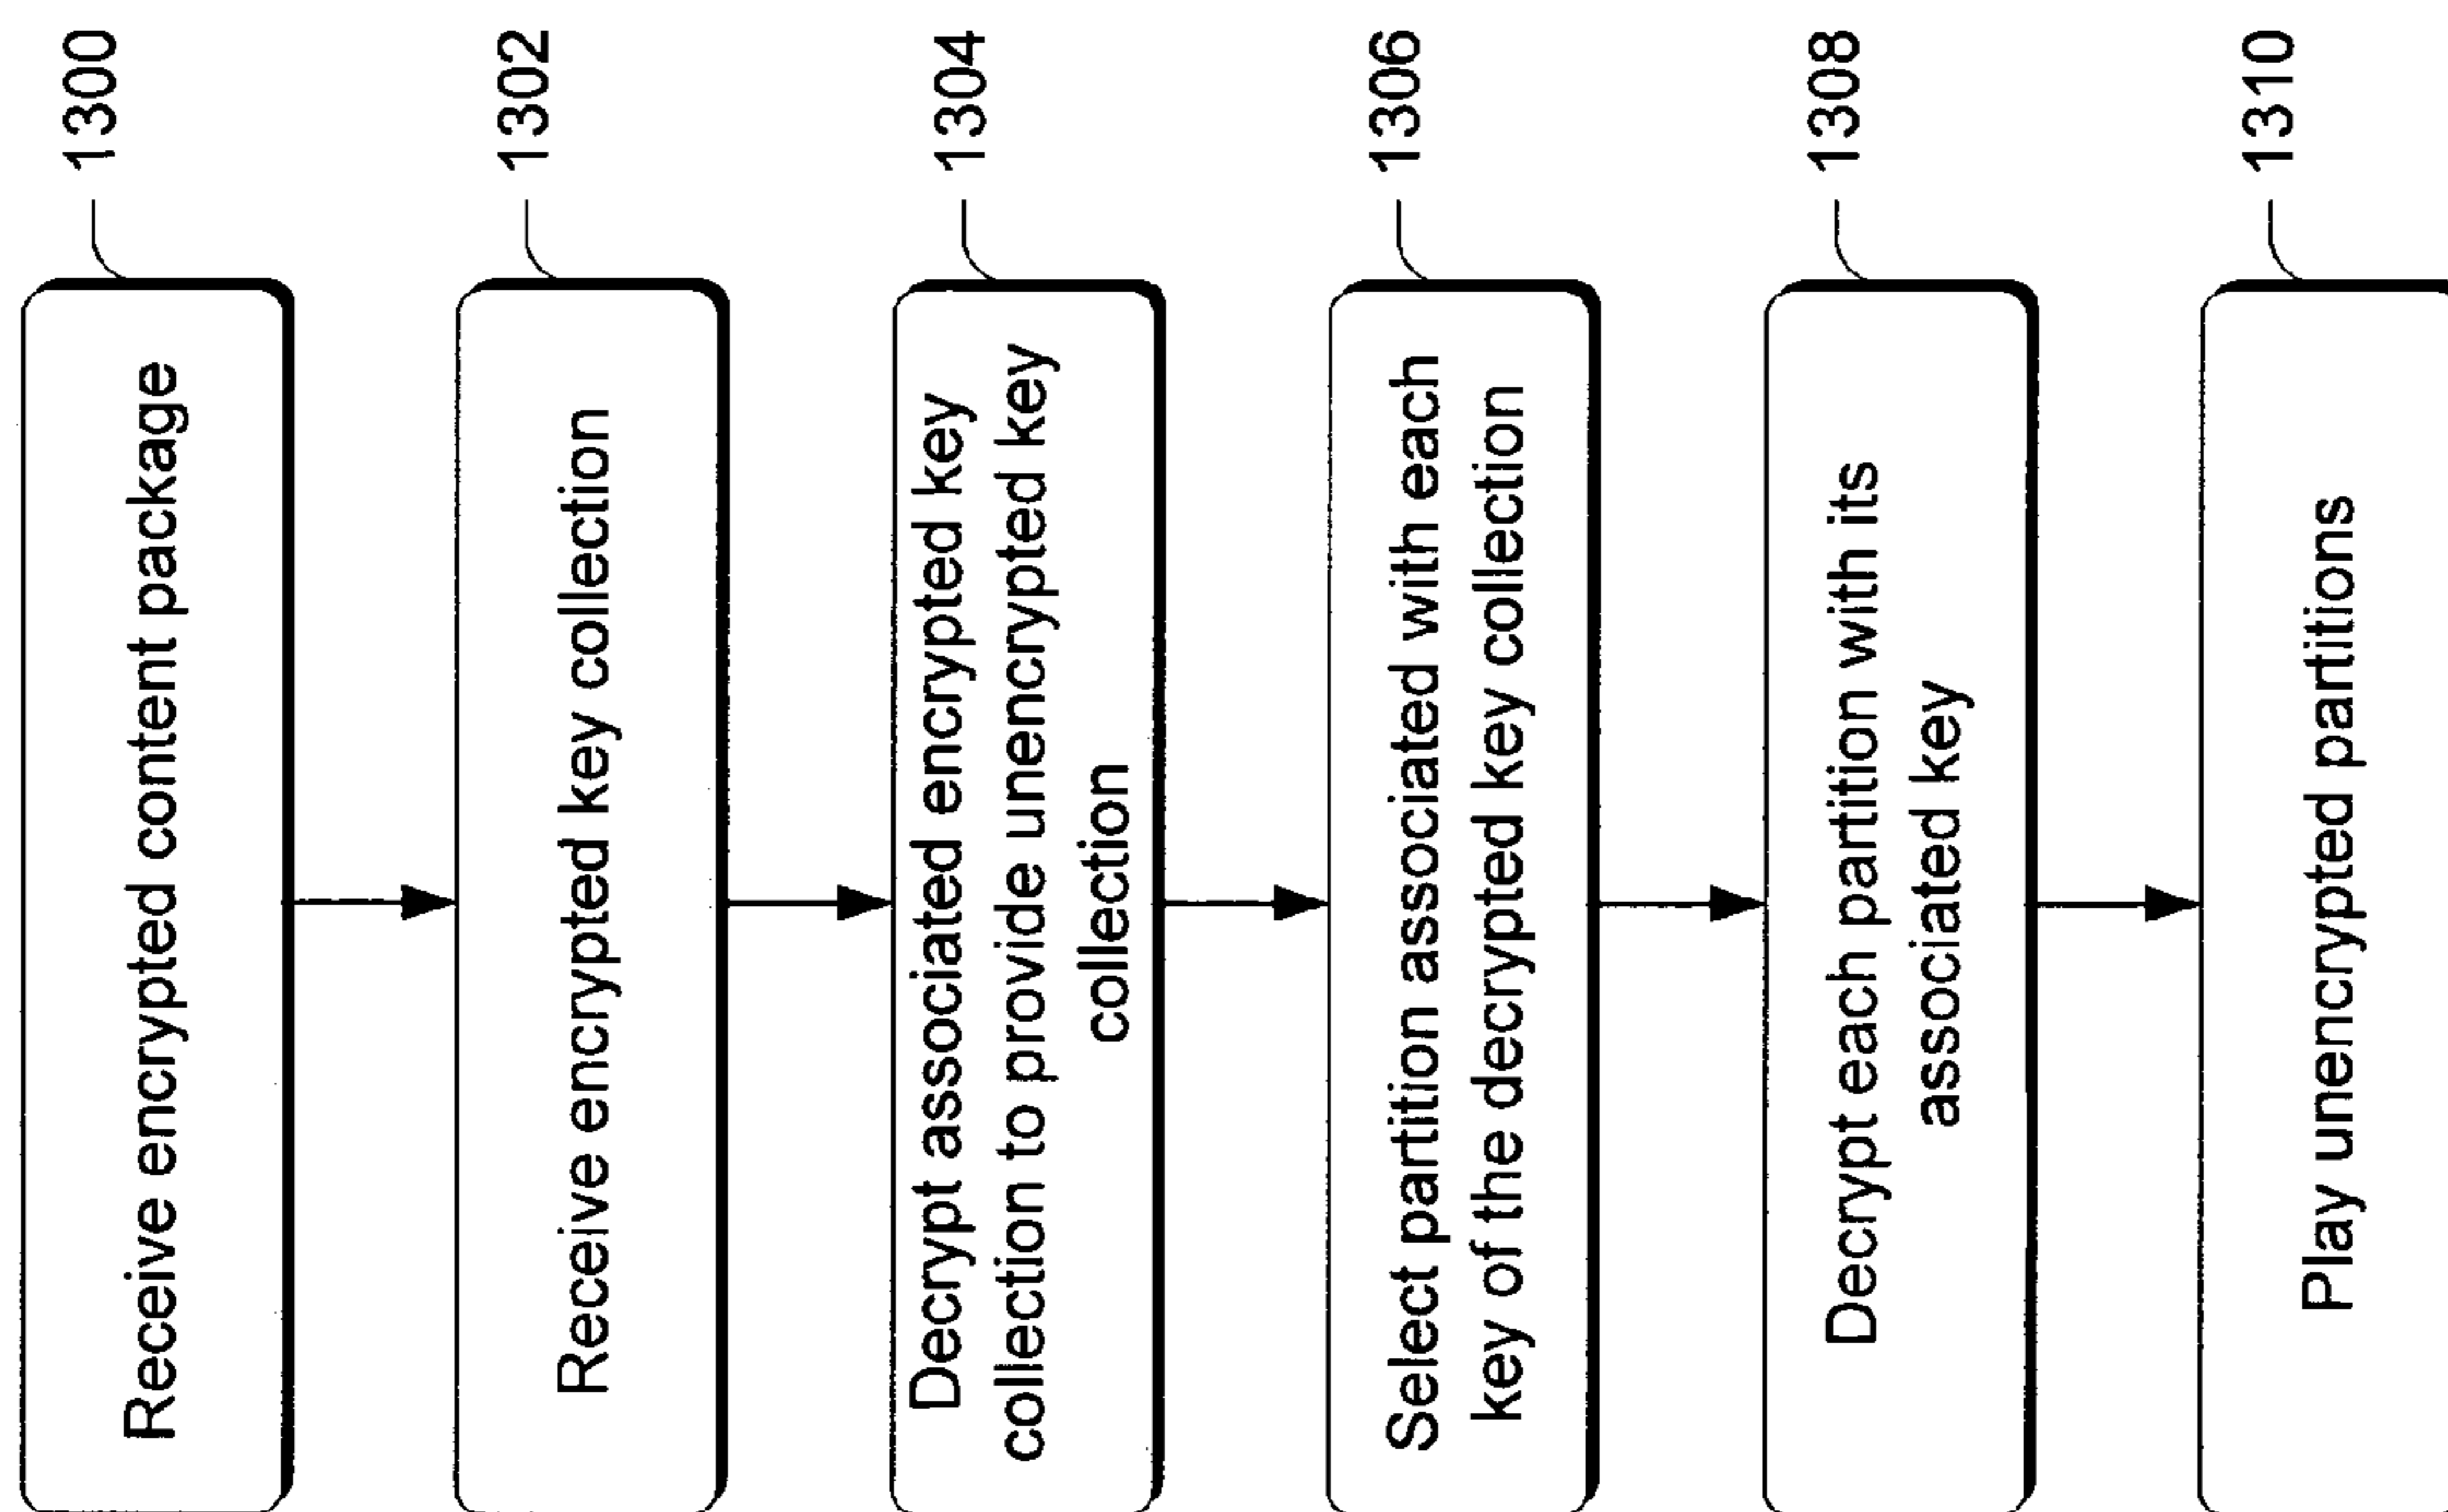 Receive encrypted content package
1300
Receive encrypted key collection
1302
Decrypt associated encrypted key
collection to provide unencrypted key
collection
1304
Select partition associated with each
key of the decrypted key collection
1306
Decrypt each partition with its
associated key
1308
Play unencrypted partitions
1310